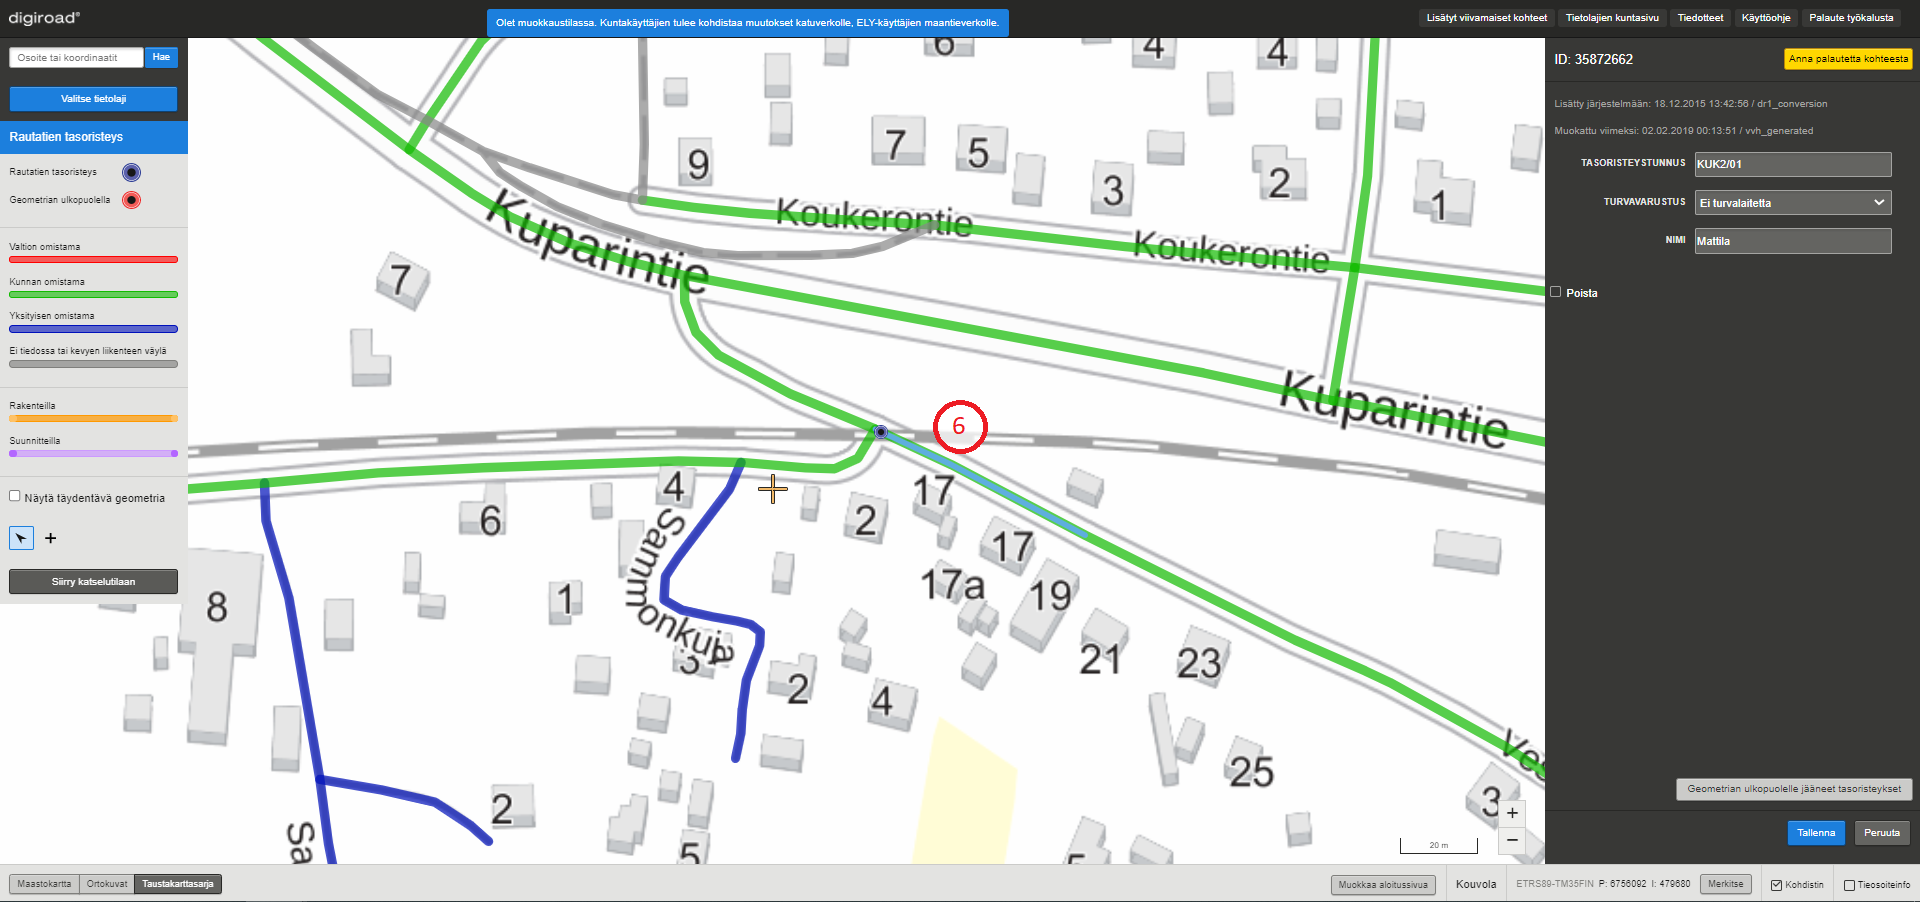 digiroad®
Olet muokkaustilassa. Kuntakäyttäjien tulee kohdistaa muutokset katuverkolle, ELY-käyttäjien maantieverkolle.
Lisätyt viivamaiset kohteet
Tietolajien kuntasivu
Tiedotteet
Käyttöohje
Palaute työkalusta
Osoite tai koordinaatit
Hae
Valitse tietolaji
Rautatien tasoristeys
Rautatien tasoristeys
Geometrian ulkopuolella
Valtion omistama
Kunnan omistama
Yksityisen omistama
Ei tiedossa tai kevyen liikenteen väylä
Rakenteilla
Suunnitteilla
Näytä täydentävä geometria
+
Siirry katselutilaan
6
4
4
9
7
5
3
2
1
Koukerontie
Koukerontie
Kuparintie
7
Kuparintie
6
4
6
2
17
17
17a
19
1
8
Sammonkuja
3
21
23
2
4
25
2
3
5
Sa
20 m
+
−
ID: 35872662
Anna palautetta kohteesta
Lisätty järjestelmään: 18.12.2015 13:42:56 / dr1_conversion
Muokattu viimeksi: 02.02.2019 00:13:51 / vvh_generated
TASORISTEYSTUNNUS
KUK2/01
TURVAVARUSTUS
Ei turvalaitetta
NIMI
Mattila
Poista
Geometrian ulkopuolelle jääneet tasoristeykset
Tallenna
Peruuta
Maastokartta
Ortokuvat
Taustakarttasarja
Muokkaa aloitussivua
Kouvola
ETRS89-TM35FIN P: 6756092 I: 479680
Merkitse
Kohdistin
Tieosoiteinfo